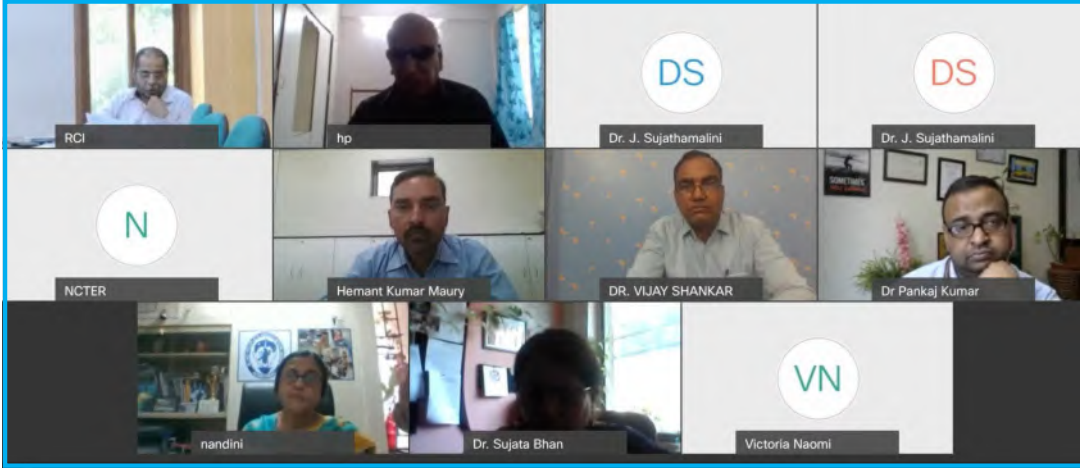 RCI
hp
DS
Dr. J. Sujathamalini
DS
Dr. J. Sujathamalini
N
NCTER
Hemant Kumar Maury
DR. VIJAY SHANKAR
SOMETIMES
Dr Pankaj Kumar
nandini
Dr. Sujata Bhan
VN
Victoria Naomi